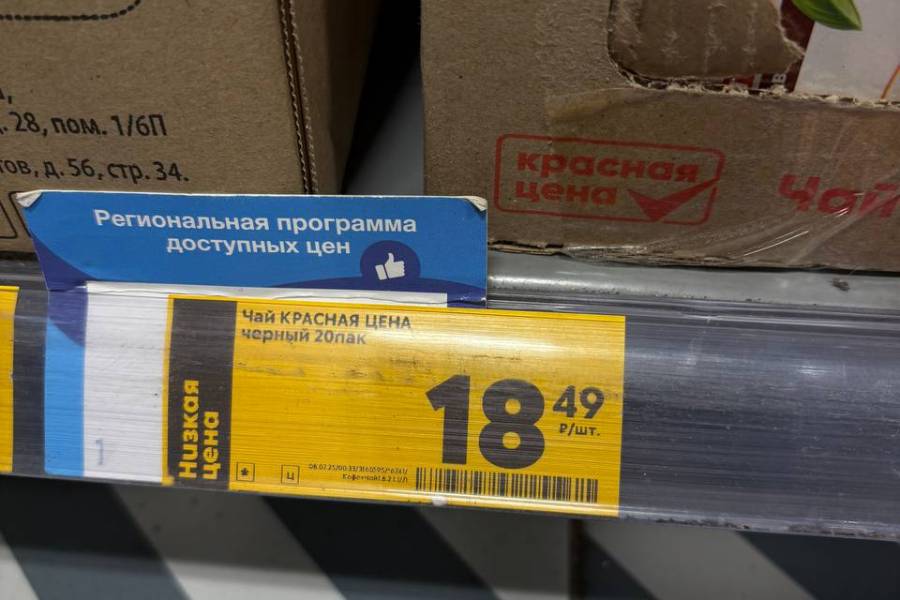 д. 28, пом. 1/6П
тов, д.56, стр. 34.
красная
цена
Чай
Региональная программа
доступных цен
Чай КРАСНАЯ ЦЕНА
черный 20пак
Низкая
цена
18 49
₽/шт.
Ц